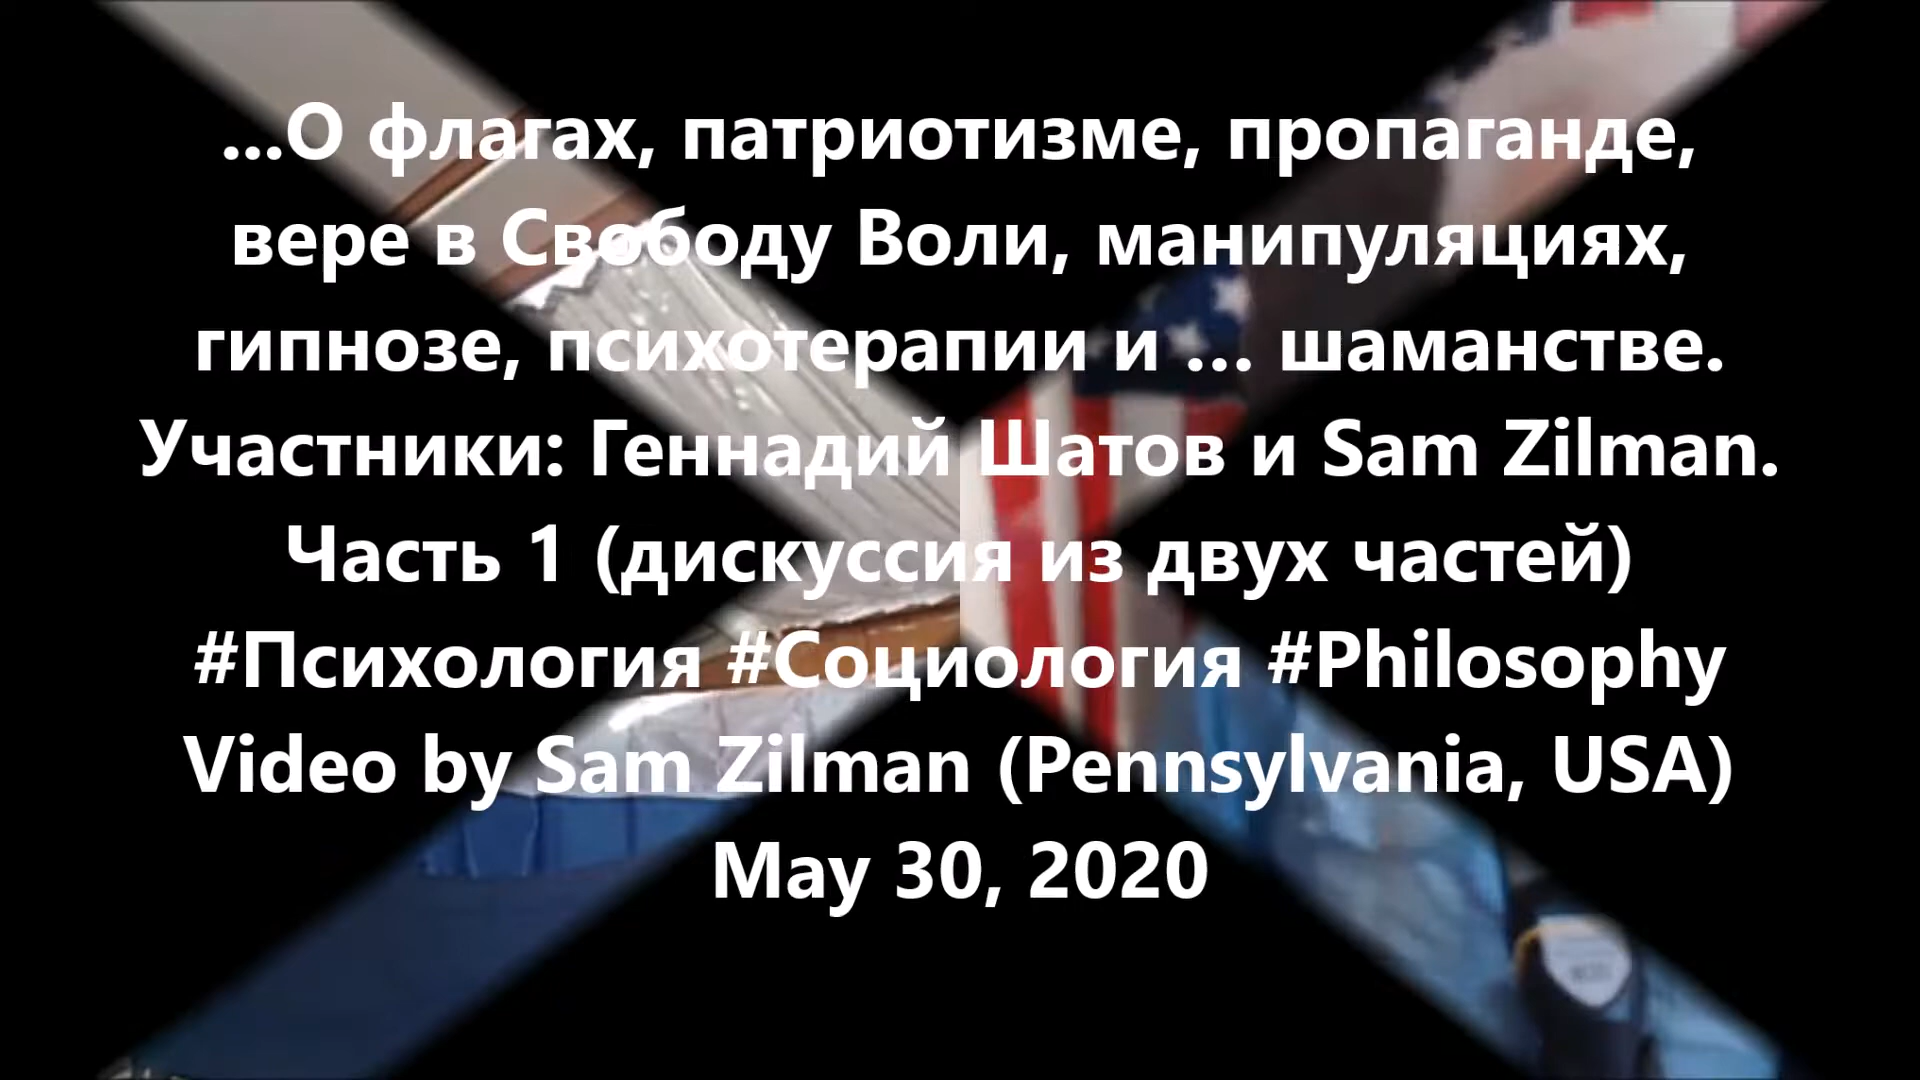 ...О флагах, патриотизме, пропаганде,
вере в Свободу Воли, манипуляциях,
гипнозе, психотерапии и ... шаманстве.
Участники: Геннадий Шатов и Sam Zilman.
Часть 1 (дискуссия из двух частей)
#Психология #Социология #Philosophy
Video by Sam Zilman (Pennsylvania, USA)
May 30, 2020